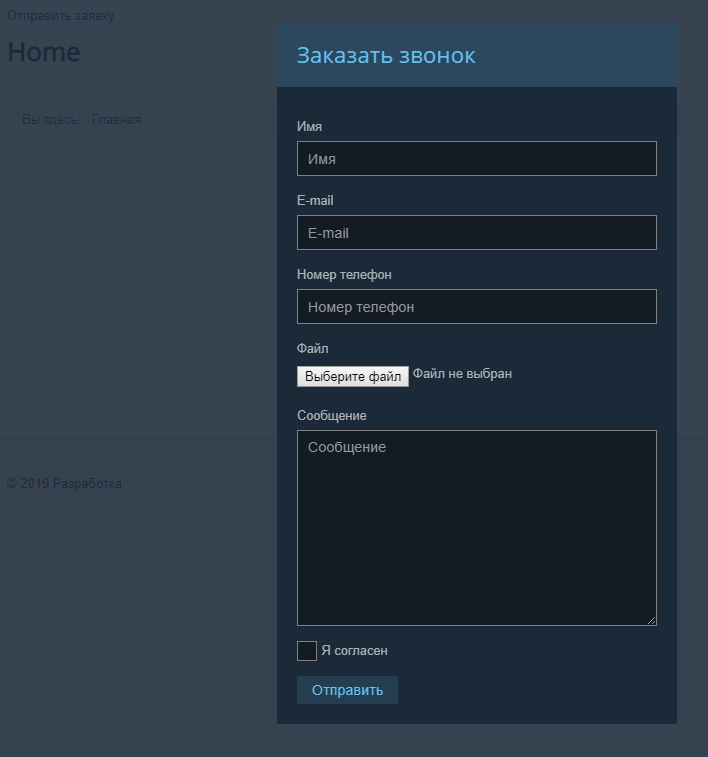 Отправить заявку
Home
Вы здесь: Главная
© 2019 Разработка
Заказать звонок
Имя
Имя
E-mail
E-mail
Номер телефон
Номер телефон
Файл
Выберите файл Файл не выбран
Сообщение
Сообщение
Я согласен
Отправить